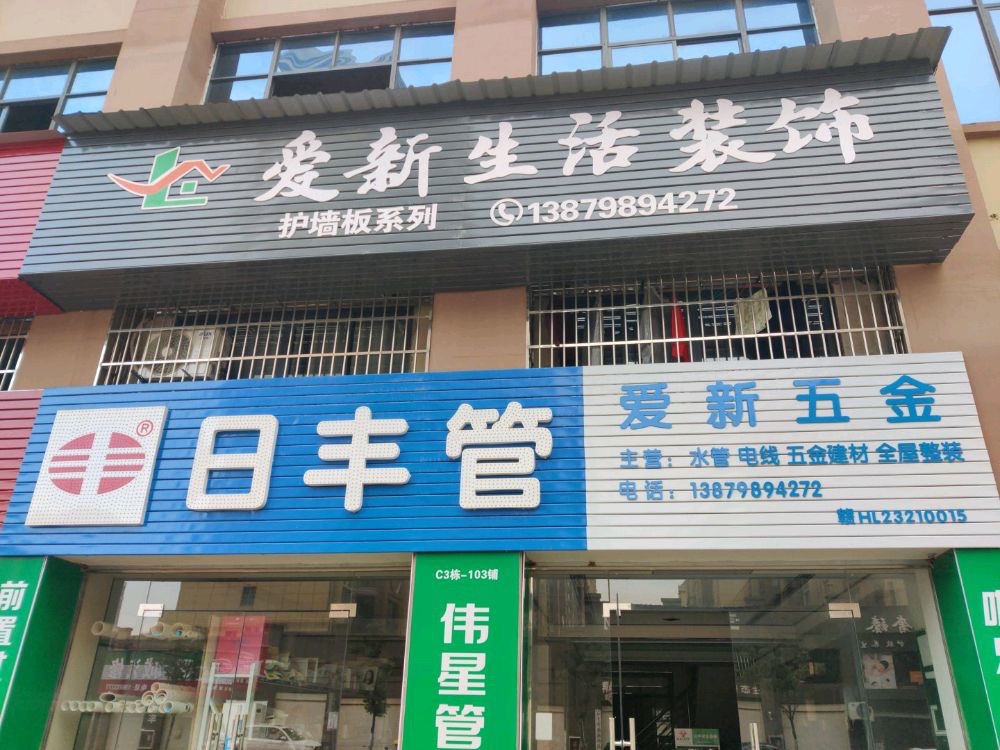 爱新生活装饰
护墙板系列 13879894272
日丰管
®
爱新五金
主营：水管 电线 五金建材 全屋整装
电话：13879894272
赣HL23210015
C3栋-103铺
伟星管
前置